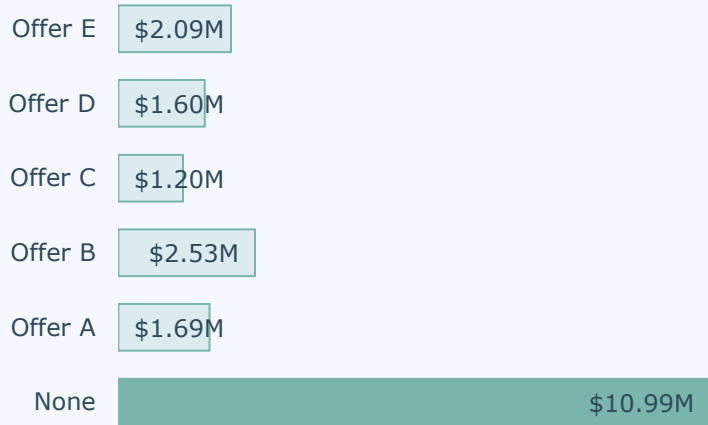 Offer E $2.09M
Offer D $1.60M
Offer C $1.20M
Offer B $2.53M
Offer A $1.69M
None $10.99M